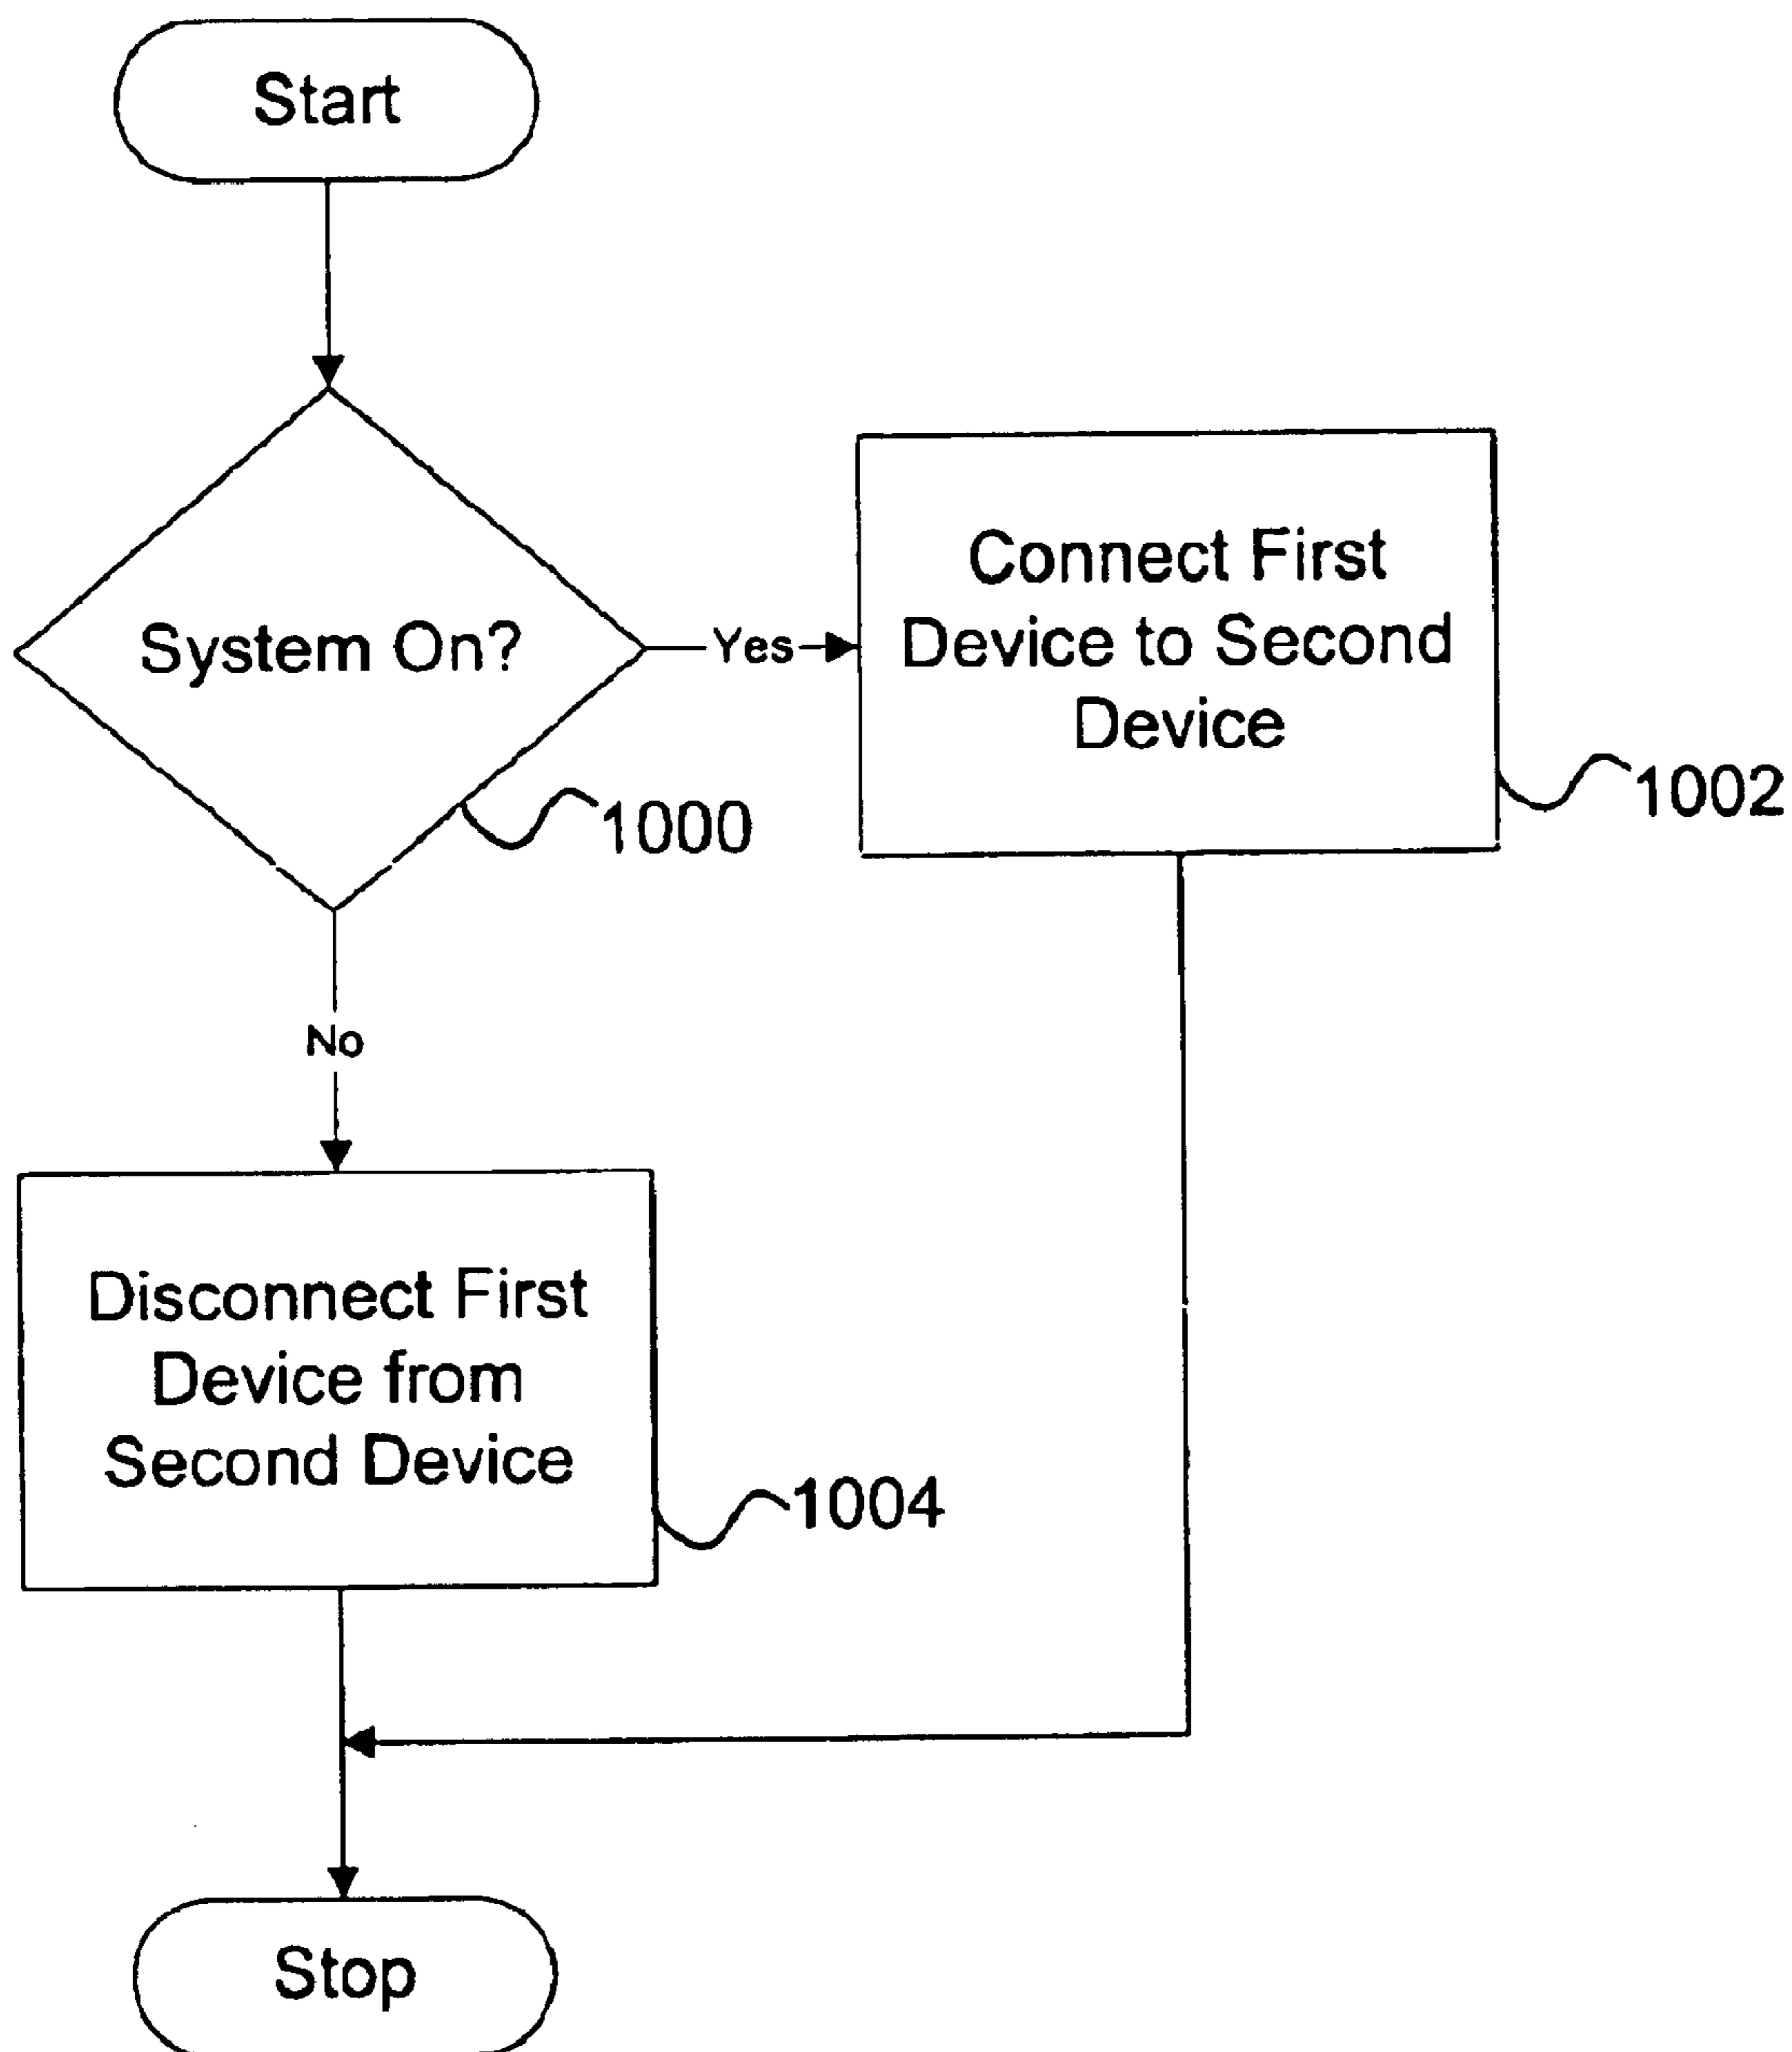 Start
System On?
Yes
Connect First
Device to Second
Device
1002
1000
No
Disconnect First
Device from
Second Device
1004
Stop